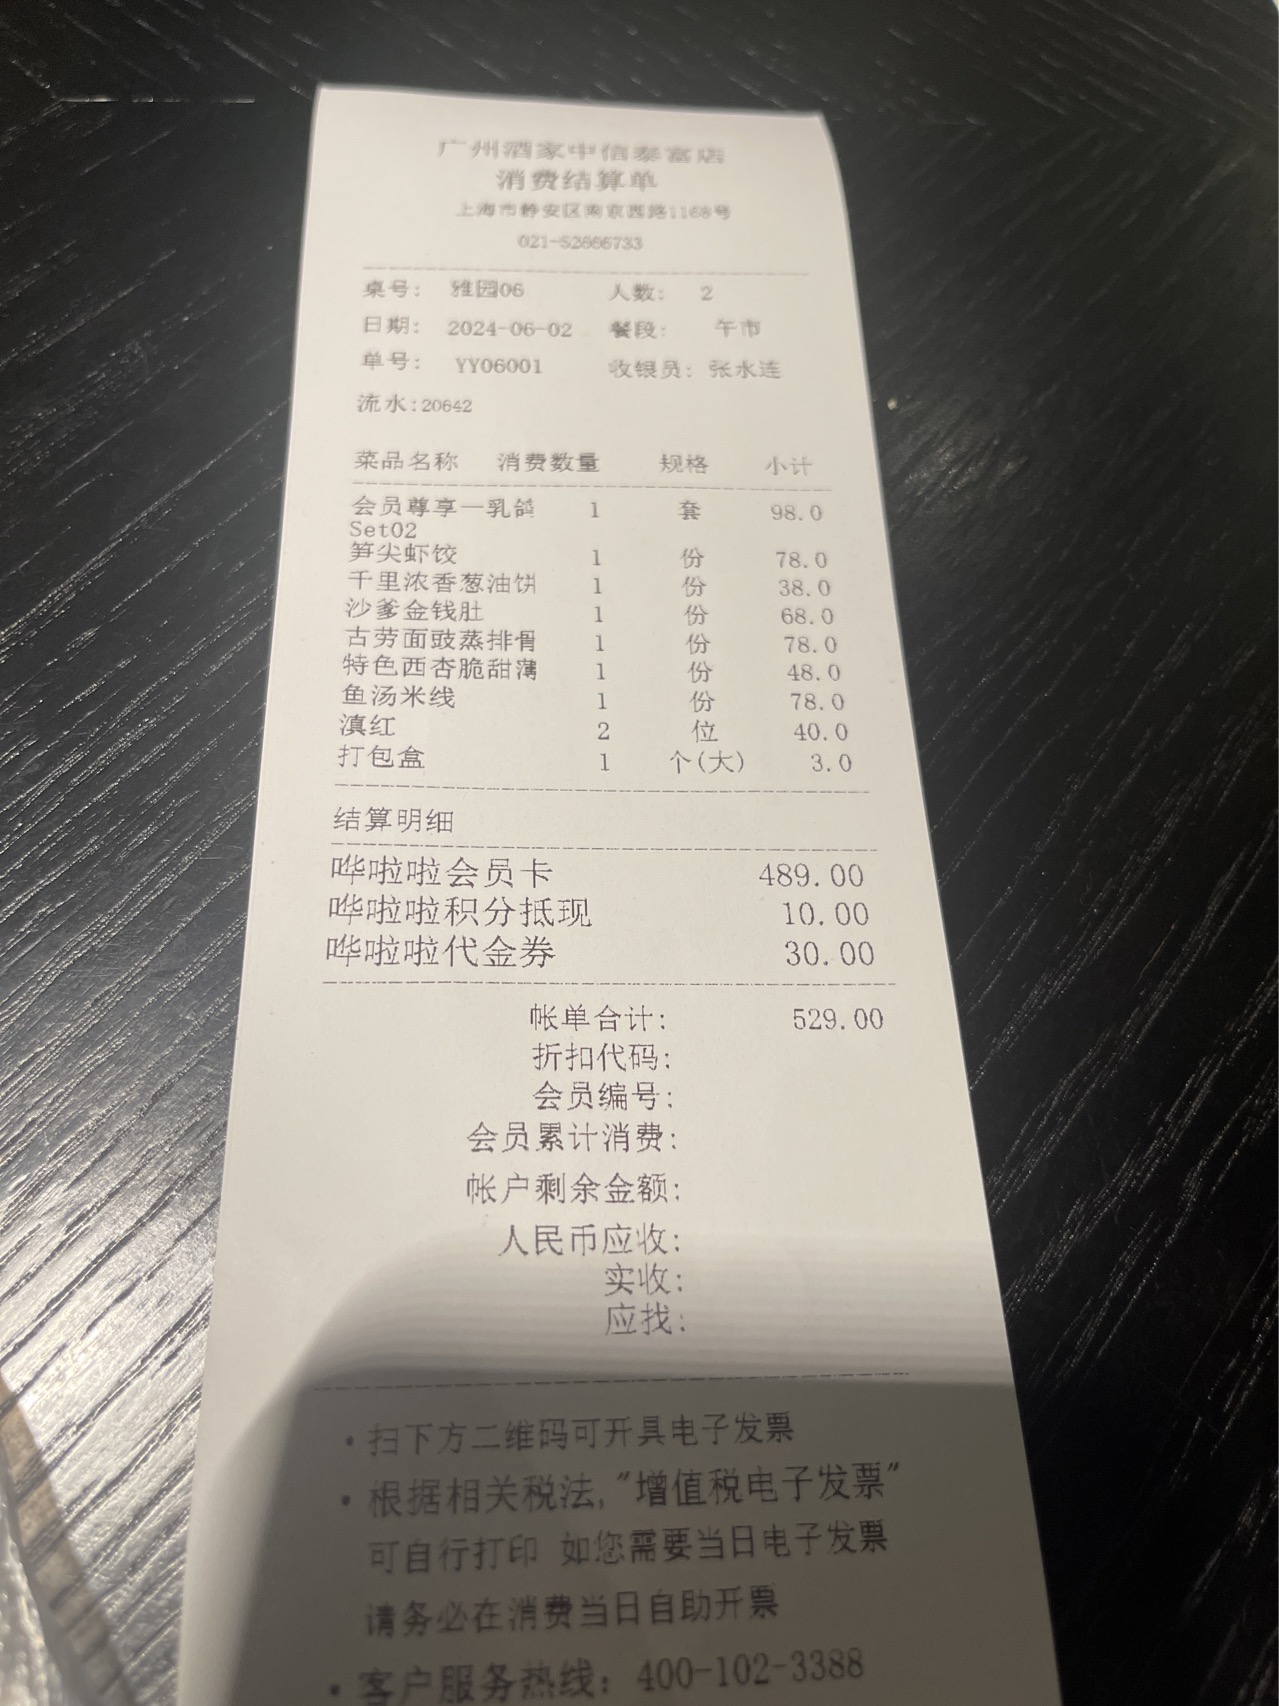 广州酒家中信泰富店
消费结算单
上海市静安区南京西路1168号
021-52666733
桌号: 雅园06 人数: 2
日期: 2024-06-02 餐段: 午市
单号: YY06001 收银员: 张水连
流水:20642
菜品名称 消费数量 规格 小计
会员尊享一乳鸽 1 套 98.0
Set02
笋尖虾饺 1 份 78.0
千里浓香葱油饼 1 份 38.0
沙爹金钱肚 1 份 68.0
古劳面豉蒸排骨 1 份 78.0
特色西杏脆甜薄 1 份 48.0
鱼汤米线 1 份 78.0
滇红 2 位 40.0
打包盒 1 个(大) 3.0
结算明细
哗啦啦会员卡 489.00
哗啦啦积分抵现 10.00
哗啦啦代金券 30.00
帐单合计: 529.00
折扣代码:
会员编号:
会员累计消费:
帐户剩余金额:
人民币应收:
实收:
应找:
·扫下方二维码可开具电子发票
·根据相关税法,"增值税电子发票"
可自行打印 如您需要当日电子发票
请务必在消费当日自助开票
·客户服务热线: 400-102-3388